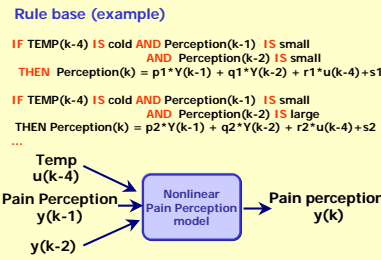 Rule base (example)
IF TEMP(k-4) IS cold AND Perception(k-1) IS small
AND Perception(k-2) IS small
THEN Perception(k) = p1*Y(k-1) + q1*Y(k-2) + r1*u(k-4)+s1
IF TEMP(k-4) IS cold AND Perception(k-1) IS small
AND Perception(k-2) IS large
THEN Perception(k) = p2*Y(k-1) + q2*Y(k-2) + r2*u(k-4)+s2
...
Temp
u(k-4)
Pain Perception
y(k-1)
y(k-2)
Nonlinear
Pain Perception
model
Pain perception
y(k)